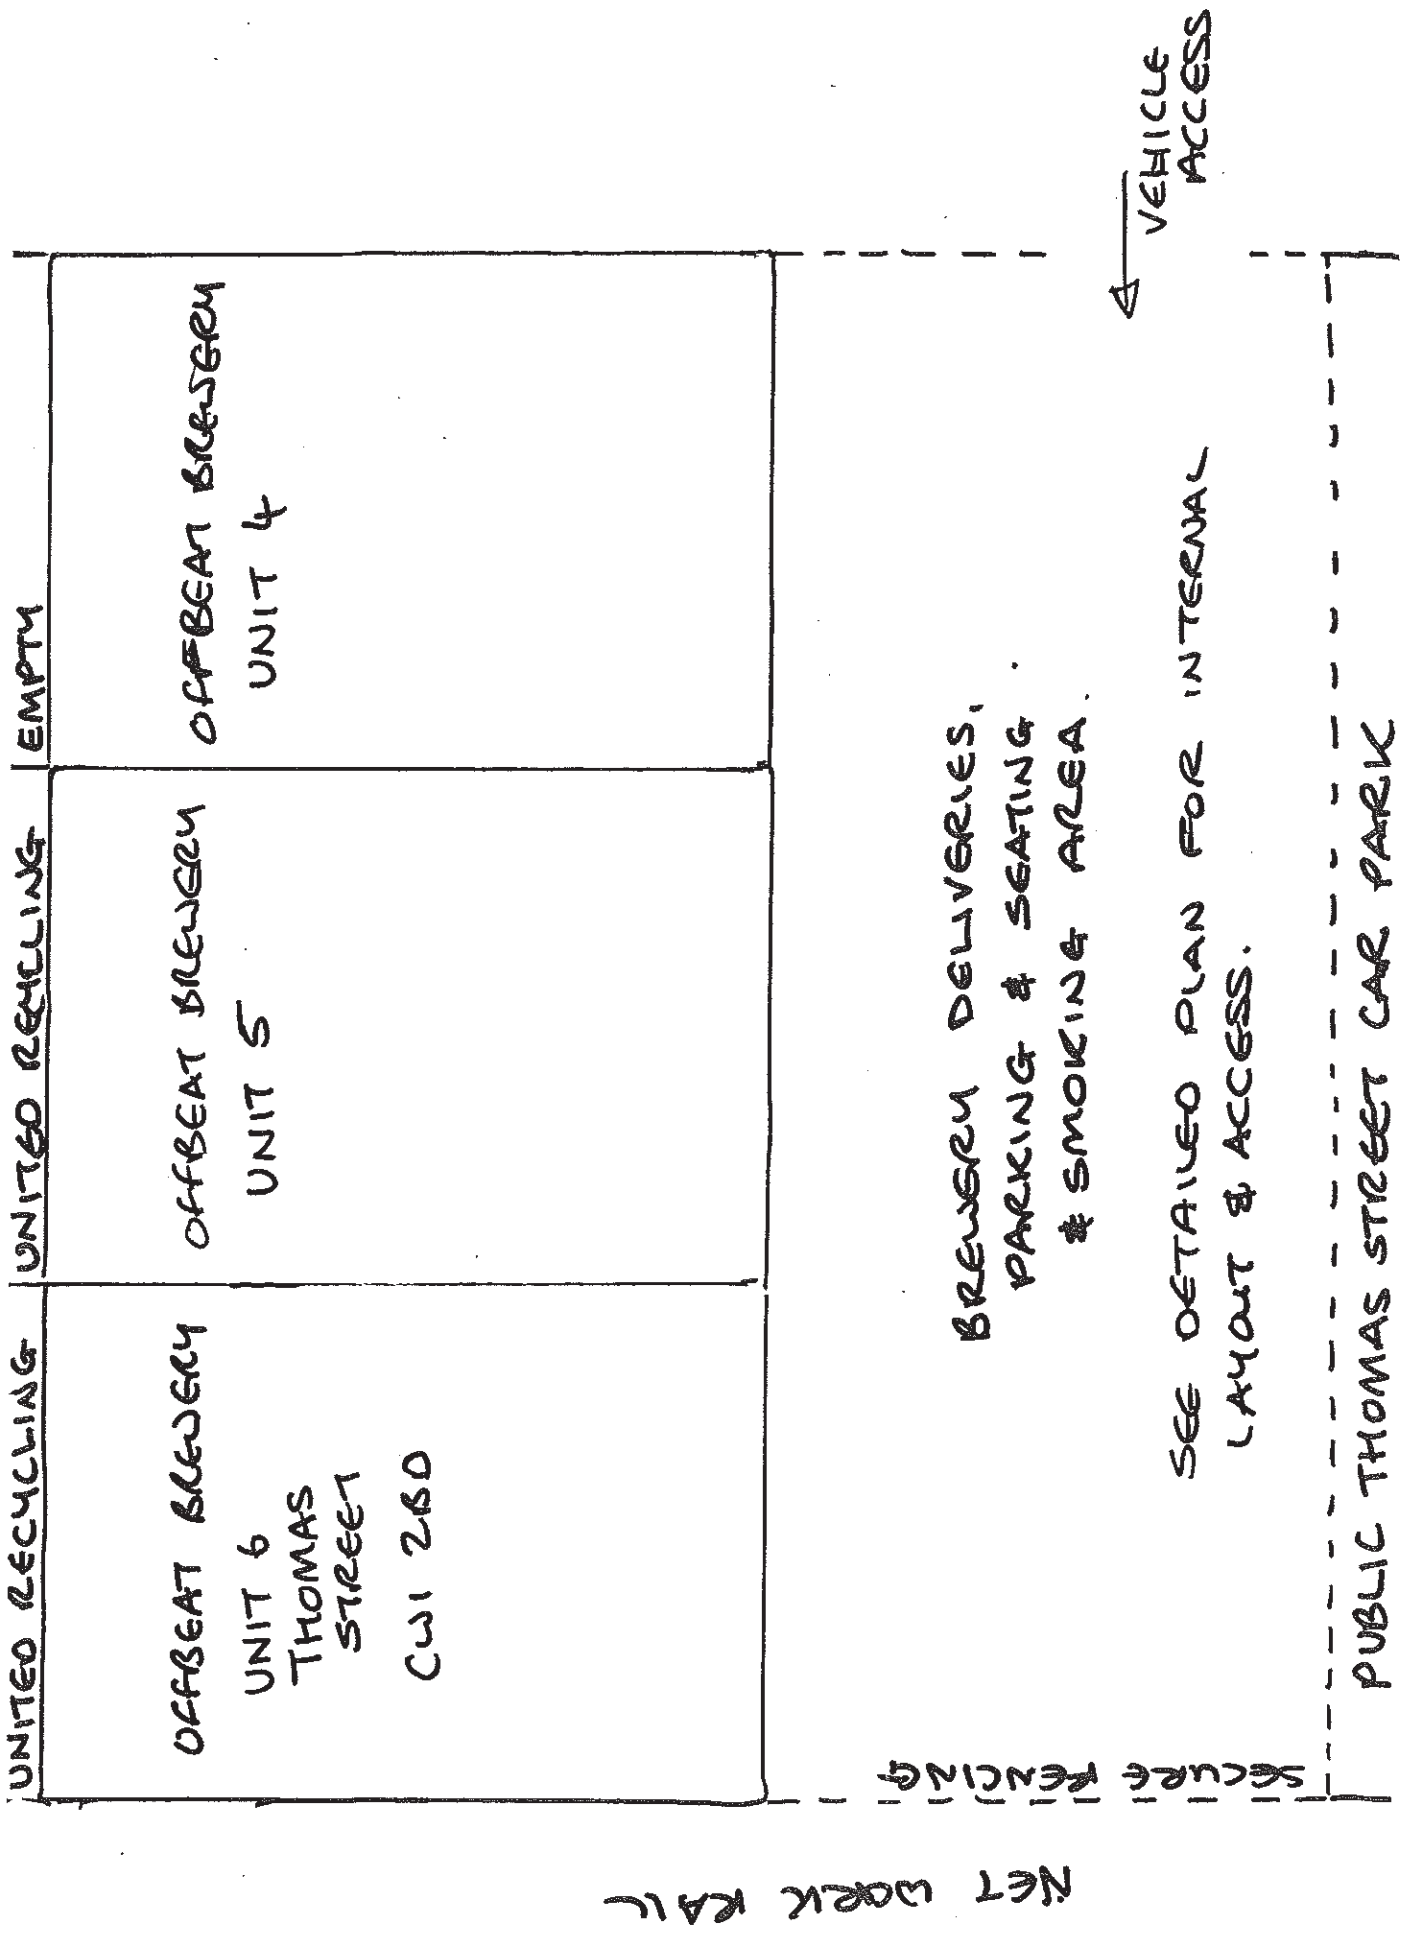 UNITED RECYCLING
UNITED RECYCLING
EMPTY
OFFBEAT BREWERY
UNIT 6
THOMAS
STREET
CW1 2BD
OFFBEAT BREWERY
UNIT 5
OFFBEAT BREWERY
UNIT 4
NET WORK RAIL
SECURE FENCING
BREWERY DELIVERIES,
PARKING & SEATING
& SMOKING AREA.
SEE DETAILED PLAN FOR INTERNAL
LAYOUT & ACCESS.
VEHICLE
ACCESS
PUBLIC THOMAS STREET CAR PARK